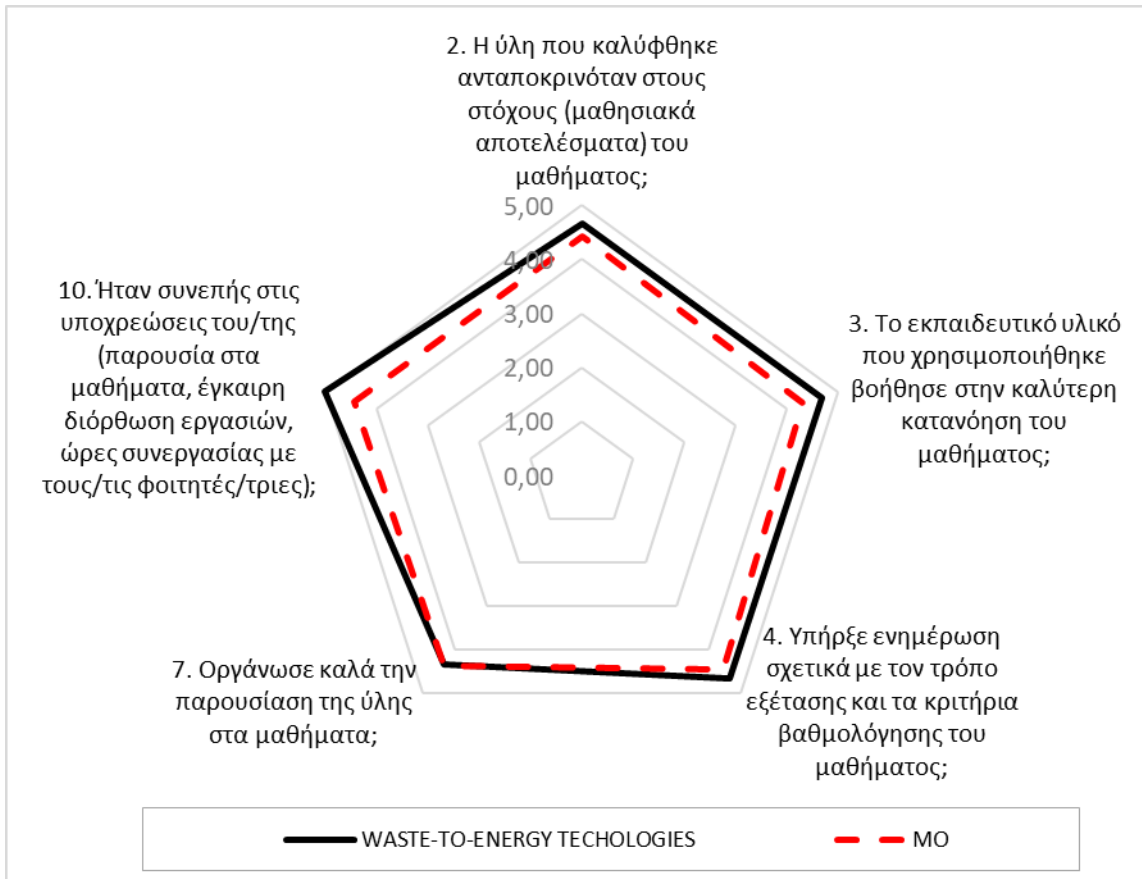 2. Η ύλη που καλύφθηκε
ανταποκρινόταν στους
στόχους (μαθησιακά
αποτελέσματα) του
μαθήματος;
5,00
4,00
3,00
2,00
1,00
0,00
3. Το εκπαιδευτικό υλικό
που χρησιμοποιήθηκε
βοήθησε στην καλύτερη
κατανόηση του
μαθήματος;
4. Υπήρξε ενημέρωση
σχετικά με τον τρόπο
εξέτασης και τα κριτήρια
βαθμολόγησης του
μαθήματος;
7. Οργάνωσε καλά την
παρουσίαση της ύλης
στα μαθήματα;
10. Ήταν συνεπής στις
υποχρεώσεις του/της
(παρουσία στα
μαθήματα, έγκαιρη
διόρθωση εργασιών,
ώρες συνεργασίας με
τους/τις φοιτητές/τριες);
WASTE-TO-ENERGY TECHOLOGIES
ΜΟ